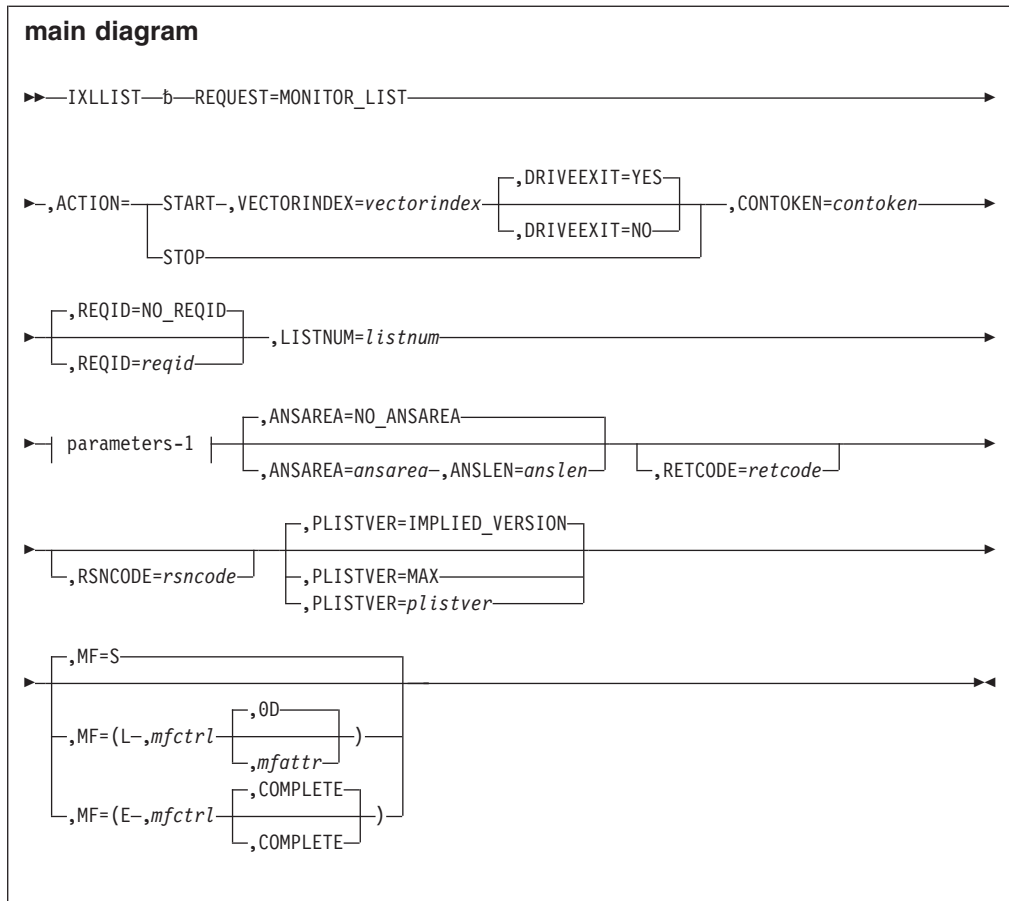 main diagram
IXLLIST ƀ REQUEST=MONITOR_LIST
,DRIVEEXIT=YES
,ACTION= START ,VECTORINDEX=vectorindex ,CONTOKEN=contoken
,DRIVEEXIT=NO
STOP
,REQID=NO_REQID
,LISTNUM=listnum
,REQID=reqid
,ANSAREA=NO_ANSAREA
parameters-1
,ANSAREA=ansarea ,ANSLEN=anslen ,RETCODE=retcode
,PLISTVER=IMPLIED_VERSION
,RSNCODE=rsncode ,PLISTVER=MAX
,PLISTVER=plistver
,MF=S
,0D
,MF=(L ,mfctrl )
,mfattr
,COMPLETE
,MF=(E ,mfctrl )
,COMPLETE